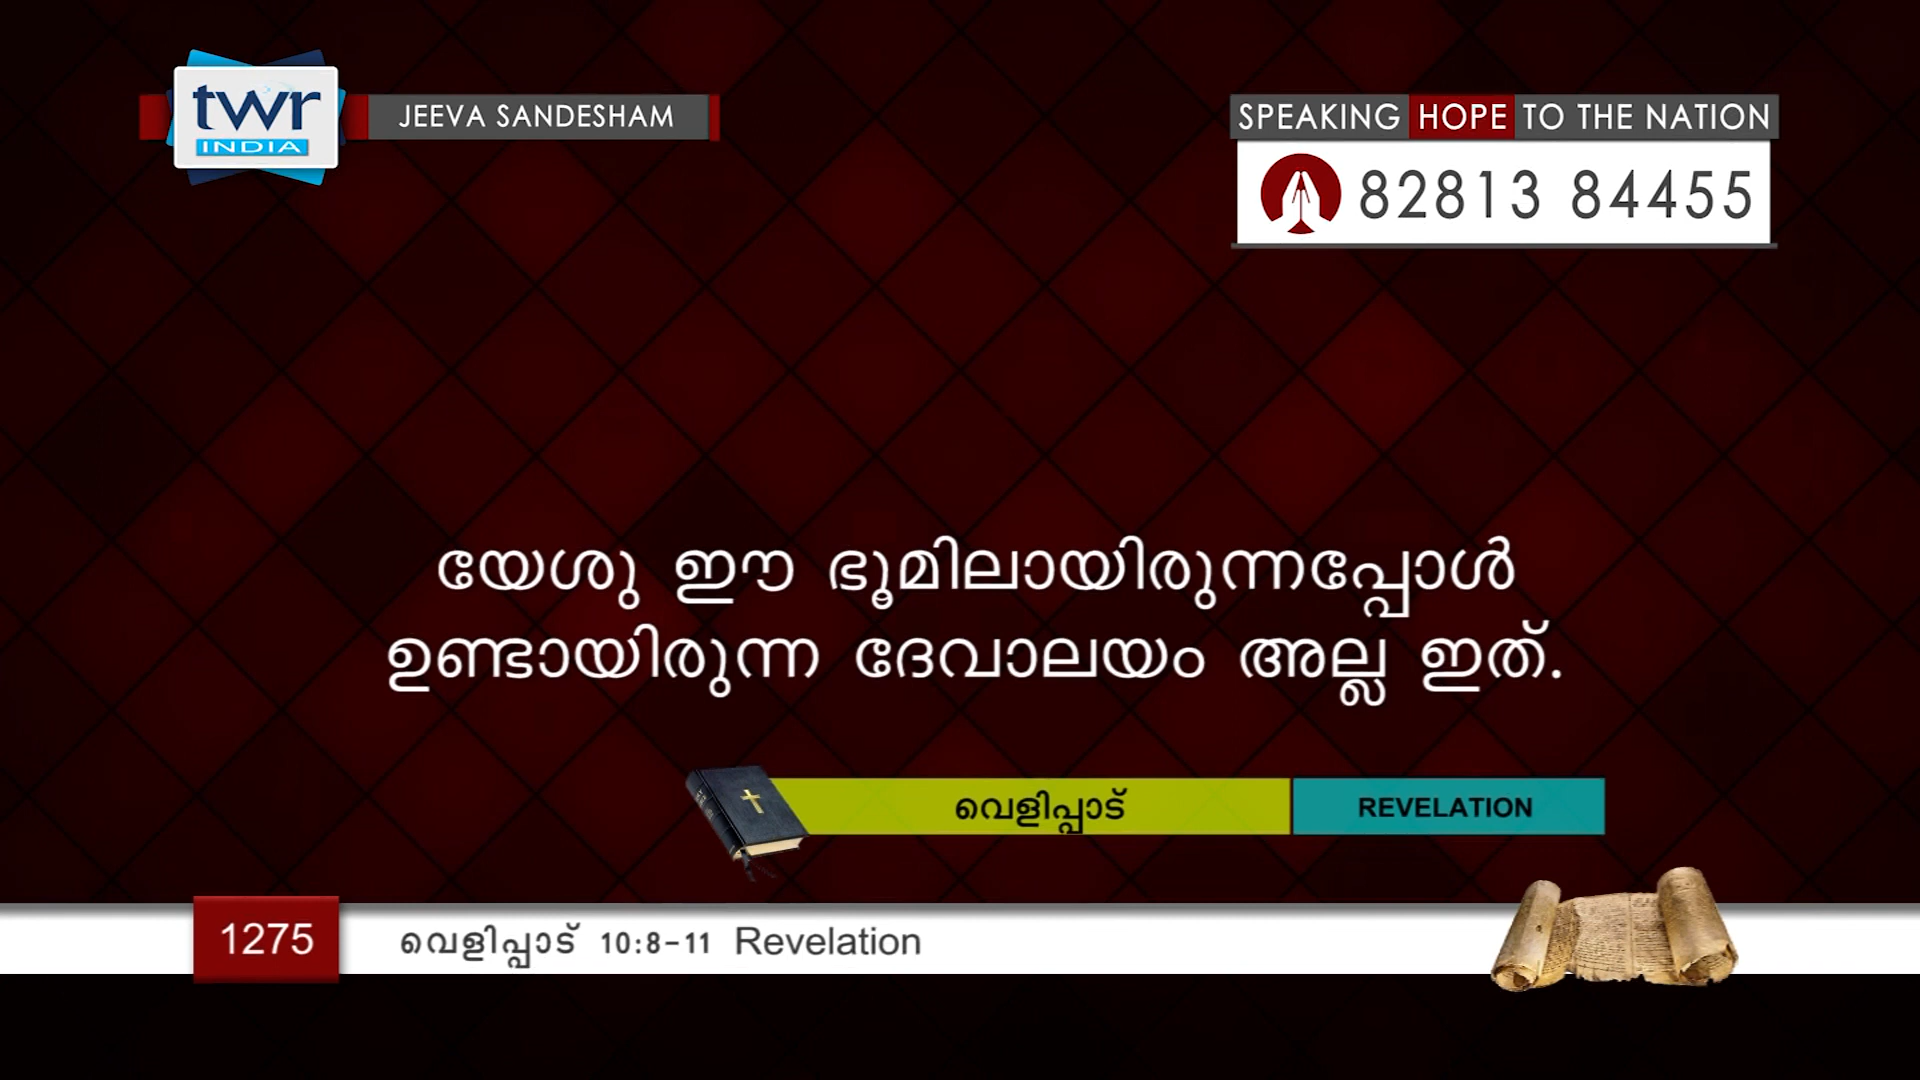 twr
INDIA
JEEVA SANDESHAM
SPEAKING HOPE TO THE NATION
82813 84455
യേശു ഈ ഭൂമിലായിരുന്നപ്പോൾ
ഉണ്ടായിരുന്ന ദേവാലയം അല്ല ഇത്.
വെളിപ്പാട്
REVELATION
1275
വെളിപ്പാട് 10:8-11 Revelation